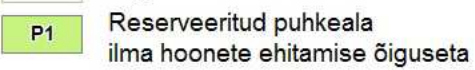 P1
Reserveeritud puhkeala
ilma hoonete ehitamise õiguseta